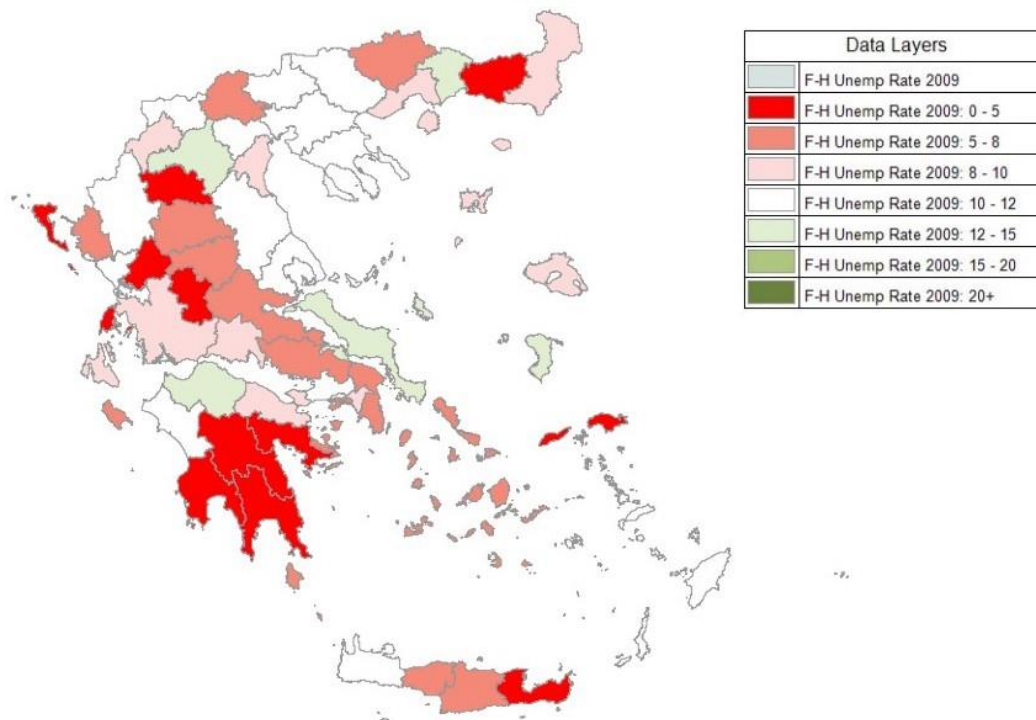 Data Layers
F-H Unemp Rate 2009
F-H Unemp Rate 2009: 0 - 5
F-H Unemp Rate 2009: 5 - 8
F-H Unemp Rate 2009: 8 - 10
F-H Unemp Rate 2009: 10 - 12
F-H Unemp Rate 2009: 12 - 15
F-H Unemp Rate 2009: 15 - 20
F-H Unemp Rate 2009: 20+